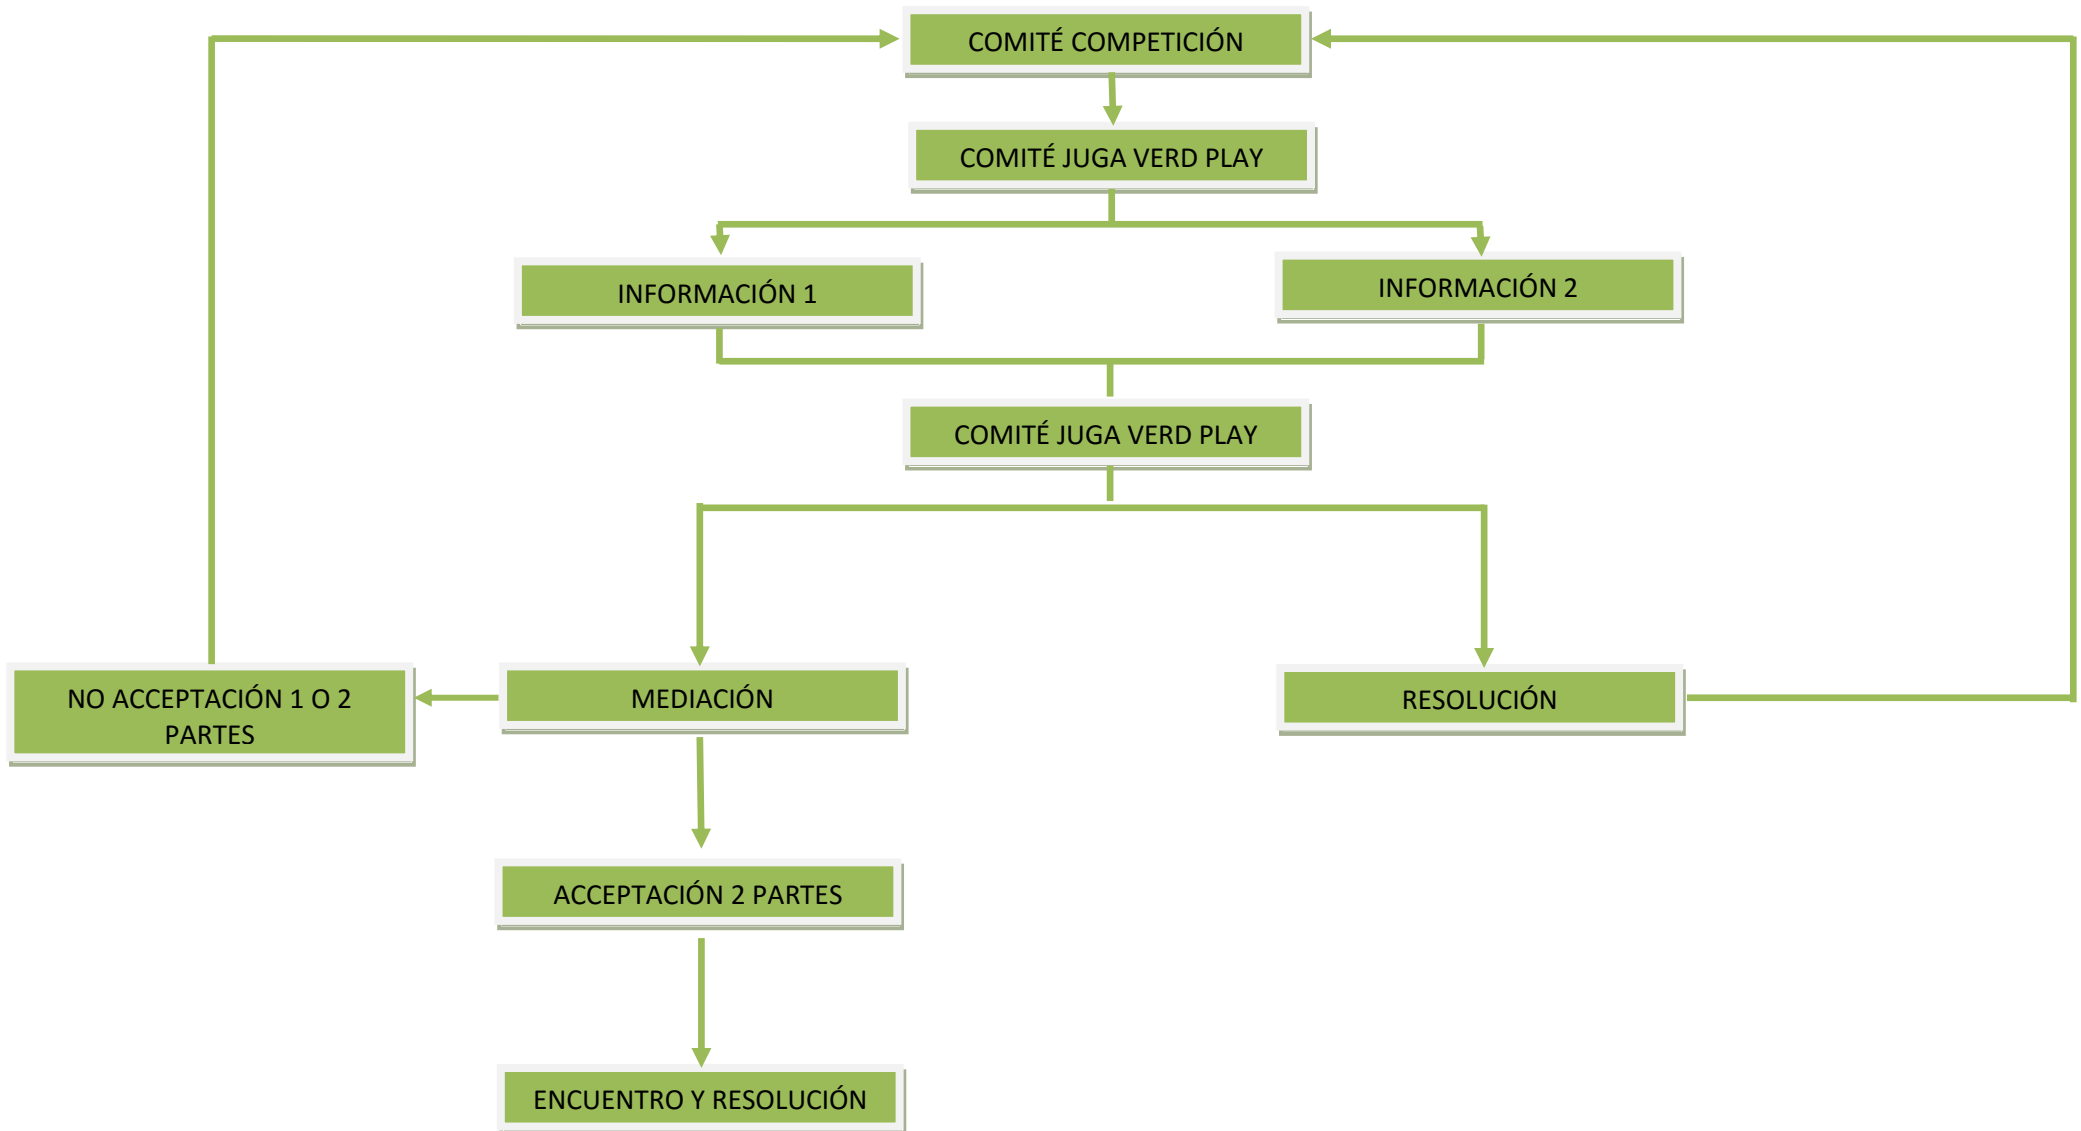 COMITÉ COMPETICIÓN
COMITÉ JUGA VERD PLAY
INFORMACIÓN 1
INFORMACIÓN 2
COMITÉ JUGA VERD PLAY
NO ACCEPTACIÓN 1 O 2
PARTES
MEDIACIÓN
RESOLUCIÓN
ACCEPTACIÓN 2 PARTES
ENCUENTRO Y RESOLUCIÓN